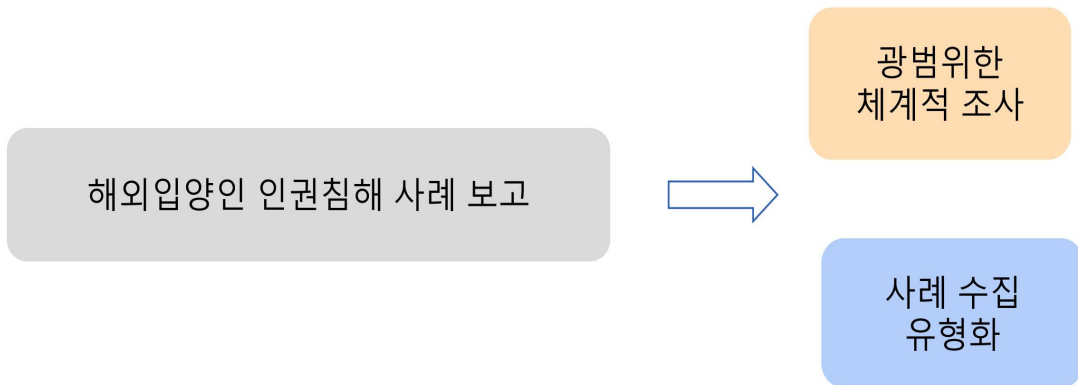 해외입양인 인권침해 사례 보고
광범위한
체계적 조사
사례 수집
유형화